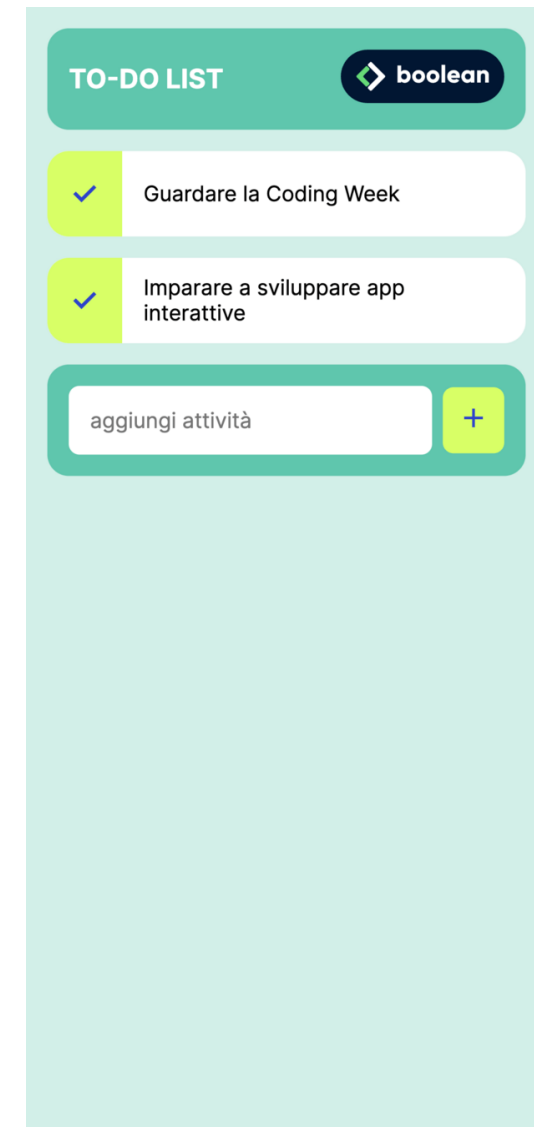 TO-DO LIST
boolean
Guardare la Coding Week
Imparare a sviluppare app
interattive
aggiungi attività
+